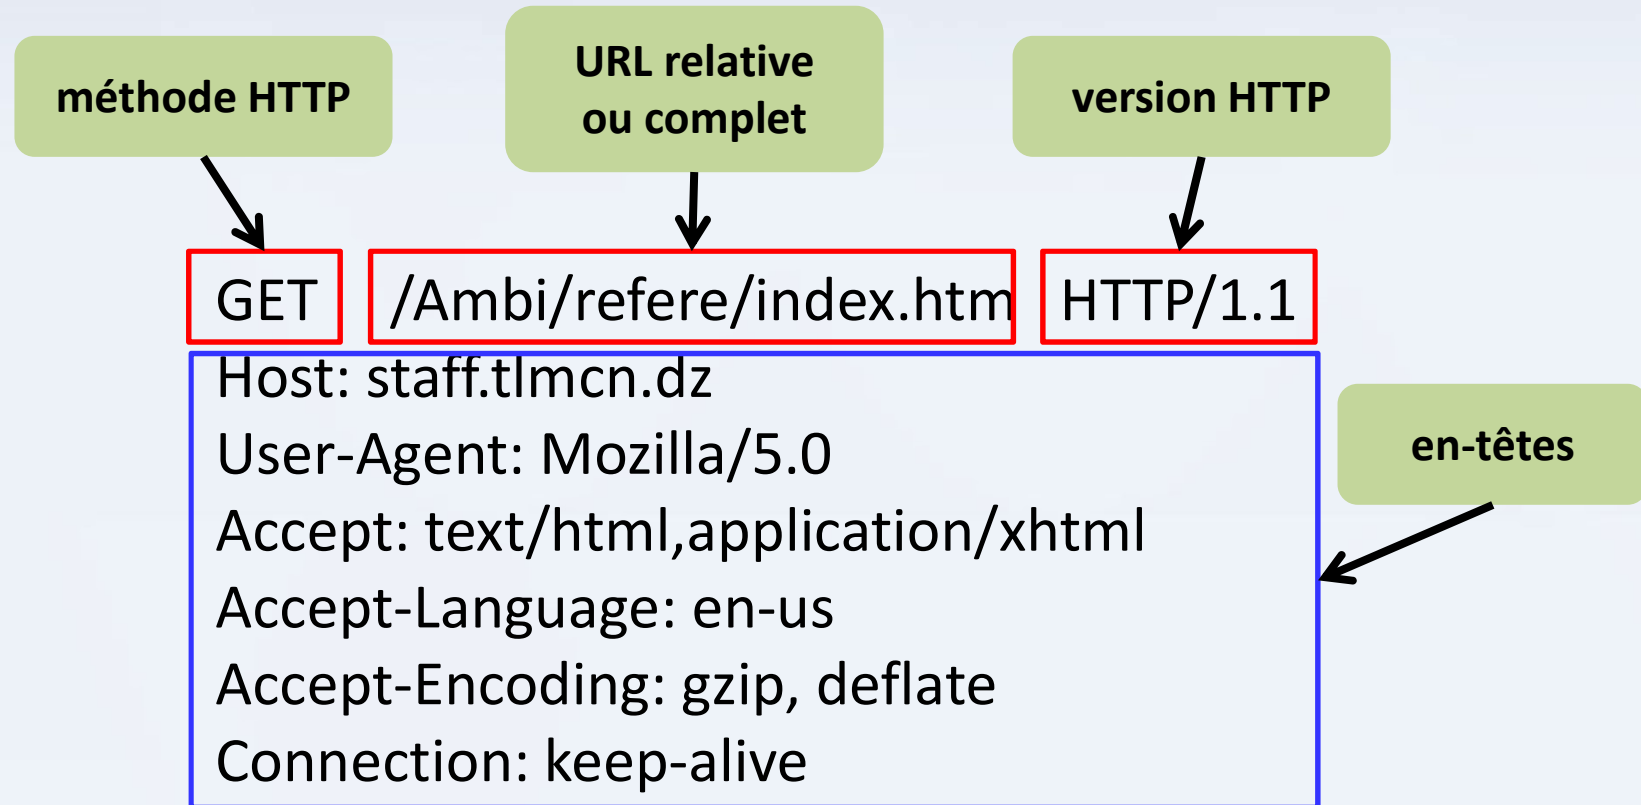 méthode HTTP
URL relative
ou complet
version HTTP
GET /Ambi/refere/index.htm HTTP/1.1
Host: staff.tlmcn.dz
User-Agent: Mozilla/5.0
en-têtes
Accept: text/html,application/xhtml
Accept-Language: en-us
Accept-Encoding: gzip, deflate
Connection: keep-alive